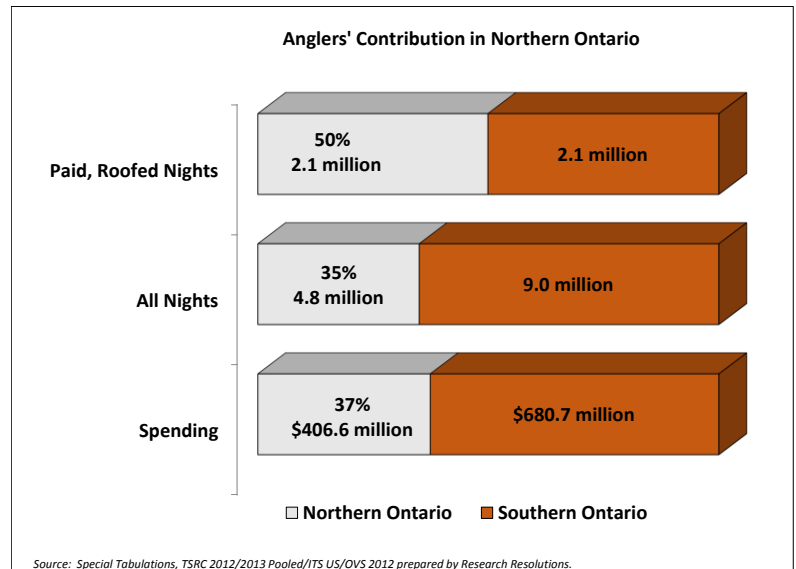 Anglers' Contribution in Northern Ontario
Paid, Roofed Nights
50%
2.1 million
2.1 million
All Nights
35%
4.8 million
9.0 million
Spending
37%
$406.6 million
$680.7 million
Northern Ontario
Southern Ontario
Source: Special Tabulations, TSRC 2012/2013 Pooled/ITS US/OVS 2012 prepared by Research Resolutions.